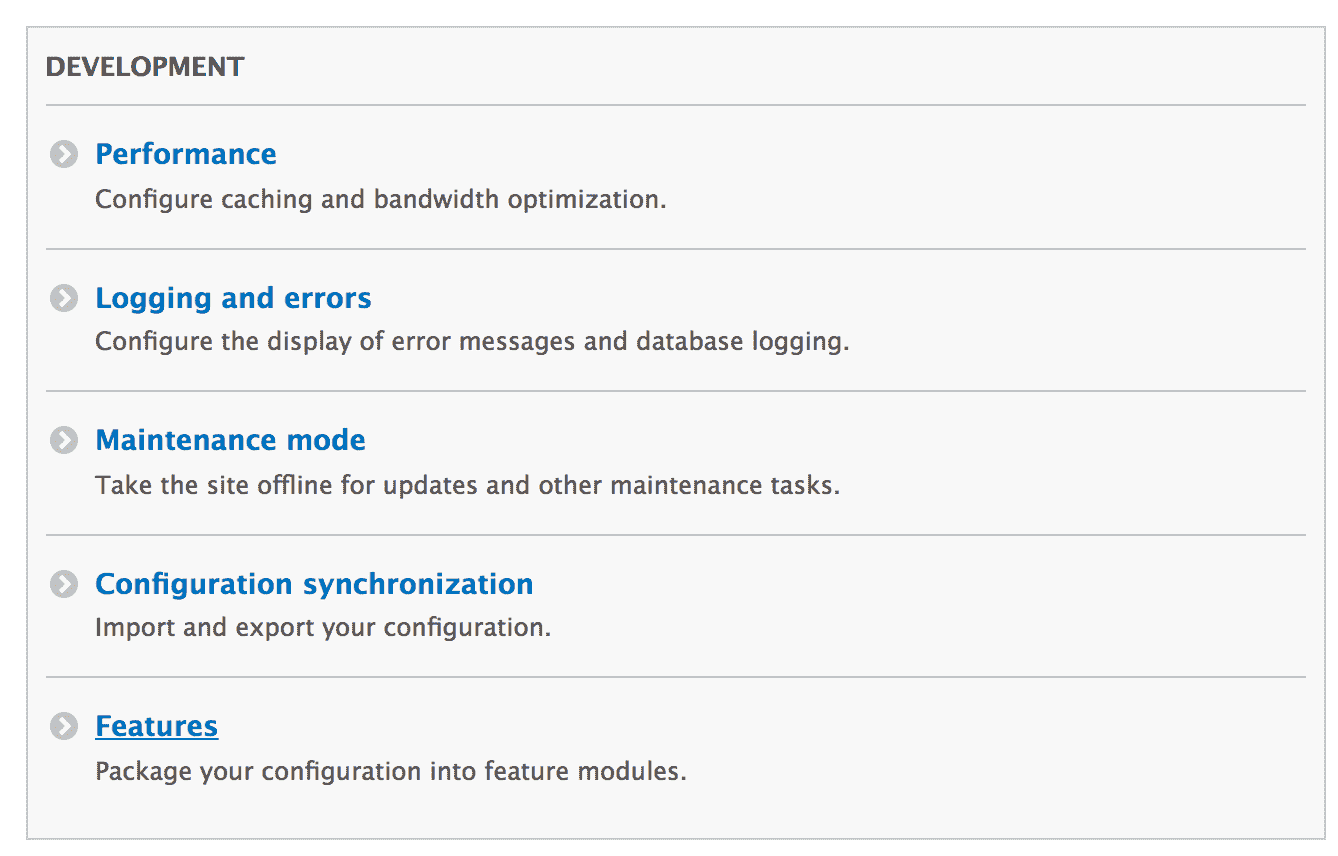 DEVELOPMENT
Performance
Configure caching and bandwidth optimization.
Logging and errors
Configure the display of error messages and database logging.
Maintenance mode
Take the site offline for updates and other maintenance tasks.
Configuration synchronization
Import and export your configuration.
Features
Package your configuration into feature modules.